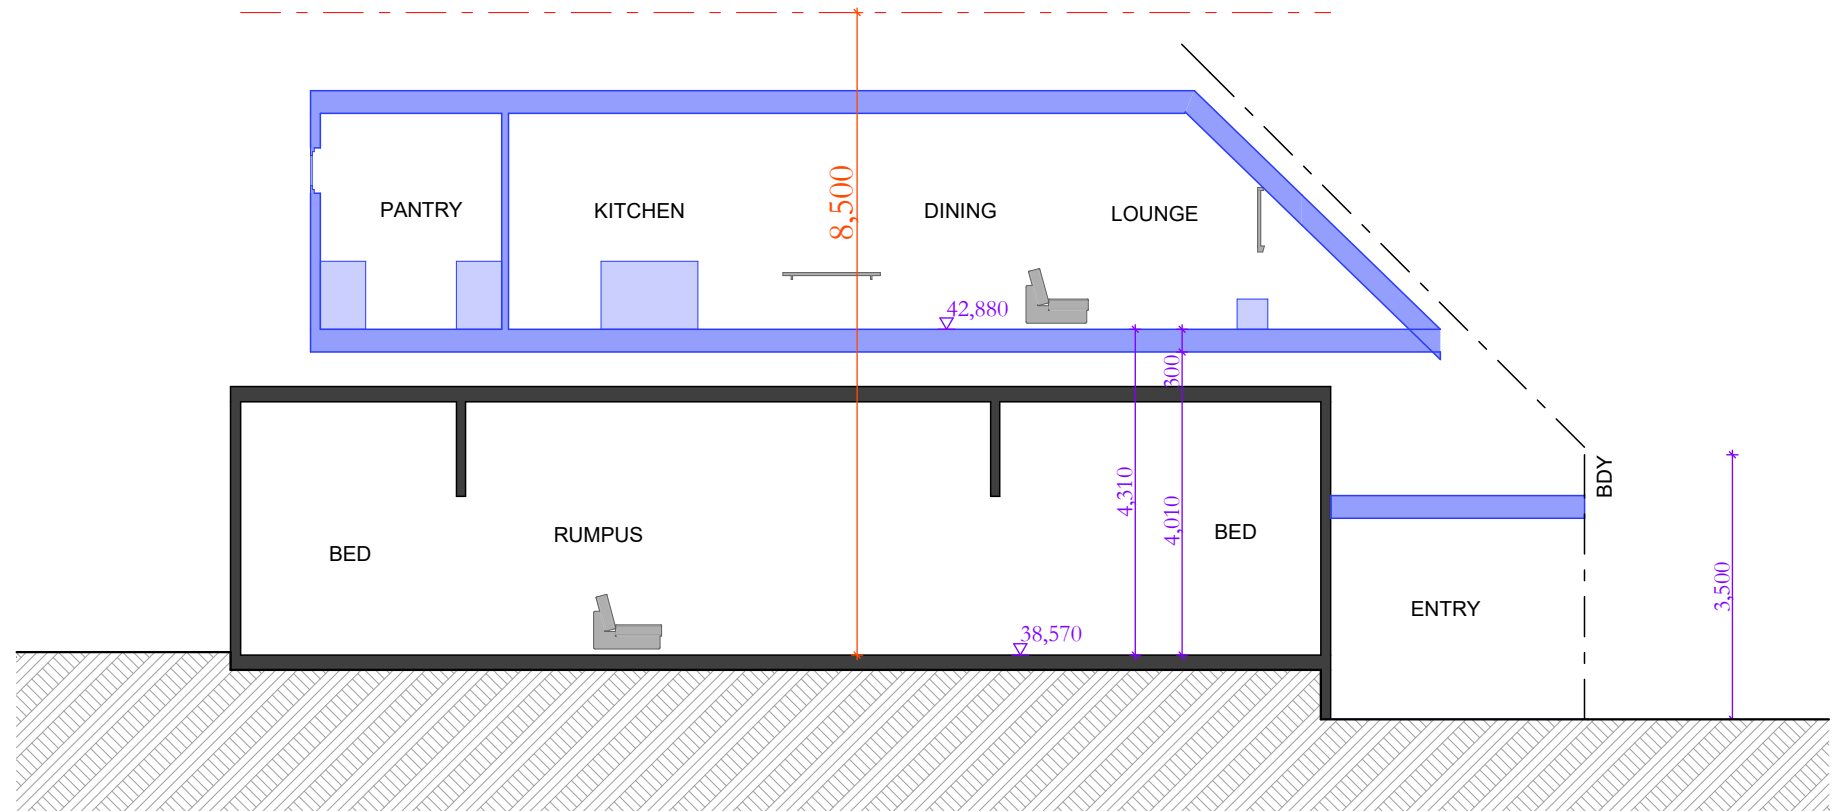 8,500
PANTRY
KITCHEN
DINING
LOUNGE
42,880
300
4,310
4,010
BED
RUMPUS
BED
BDY
38,570
ENTRY
3,500